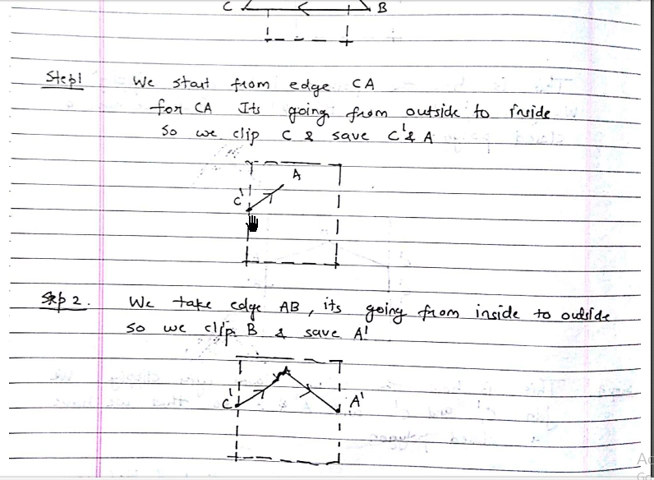 C B
Step1 We start from edge CA
for CA Its going from outside to inside
So we clip C & save C' & A
A
C'
Step 2. We take edge AB, its going from inside to outside
so we clip B & save A'
A
C' A'